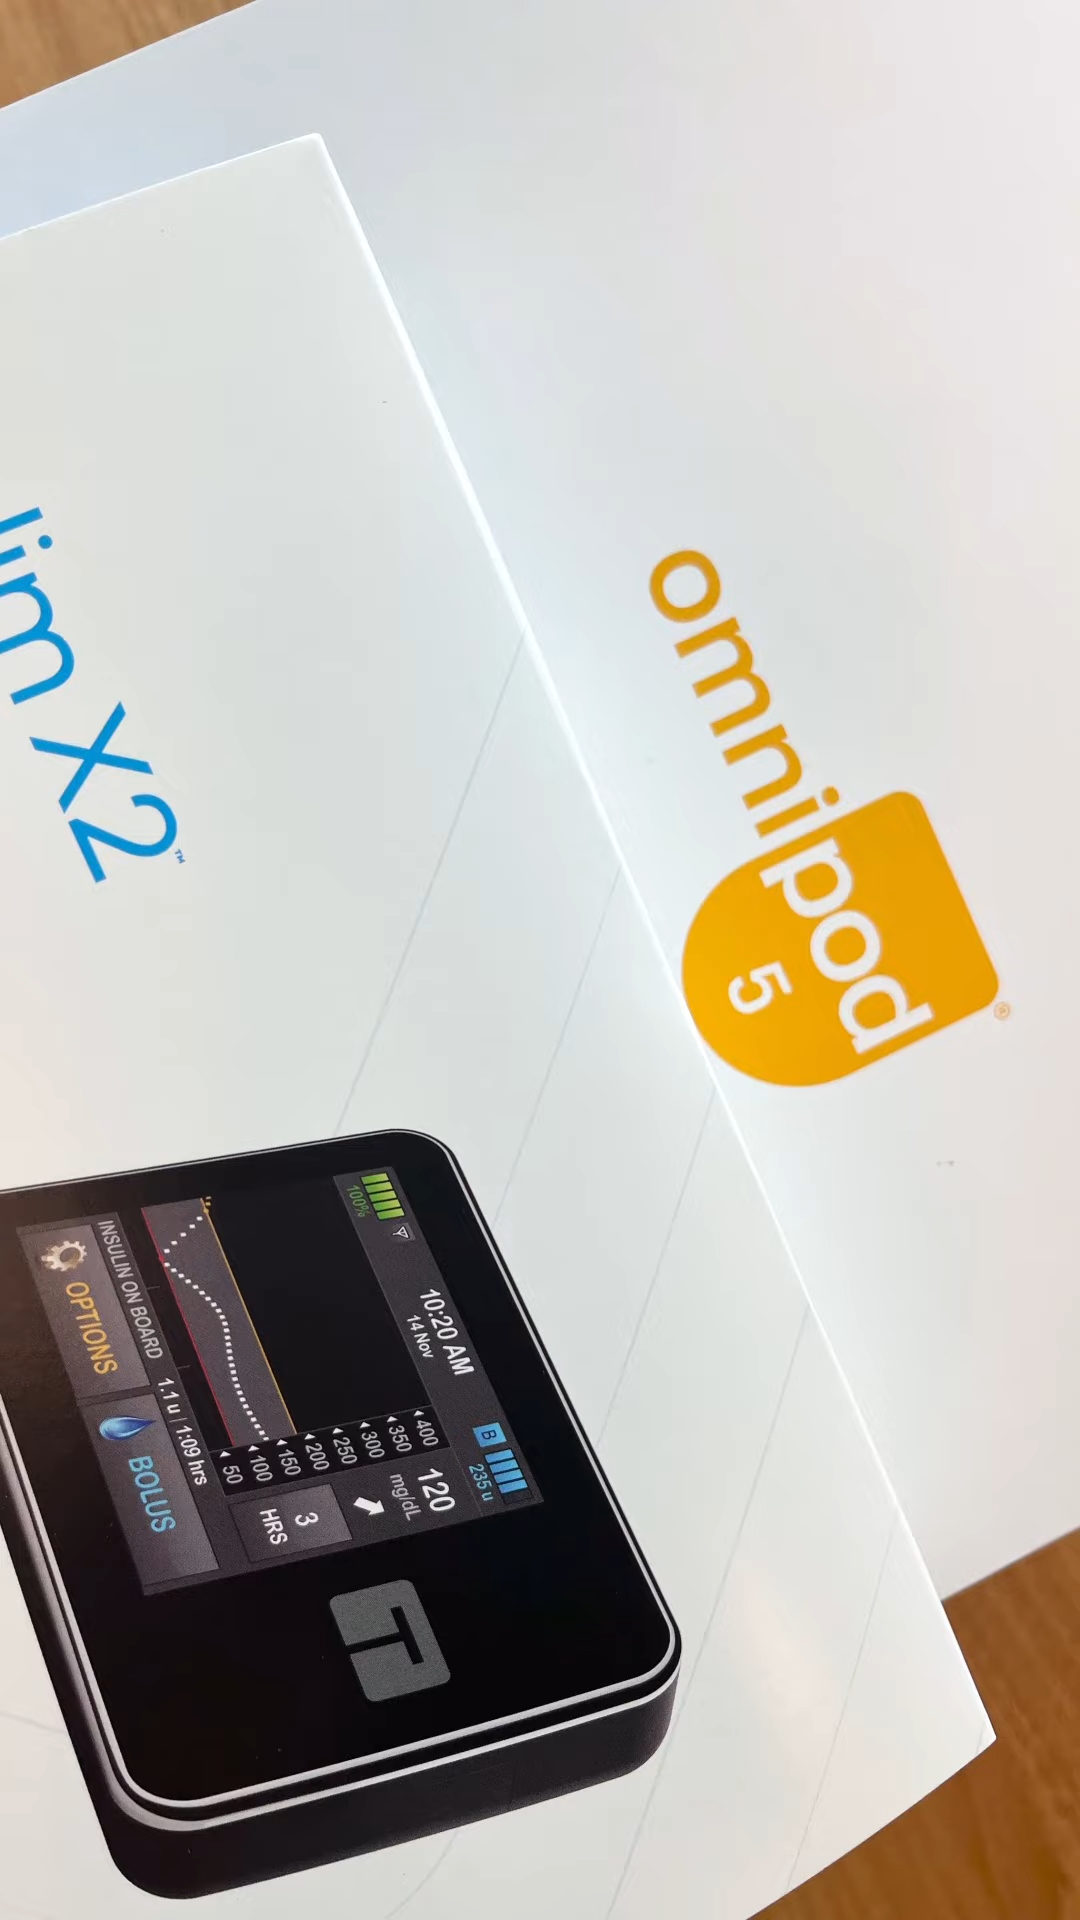 omnipod®
5
lim X2™
100%
10:20 AM
14 Nov
B
235 u
400
350
300
250
200
150
100
50
120
mg/dL
3
HRS
INSULIN ON BOARD 1.1 u | 1:09 hrs
OPTIONS
BOLUS